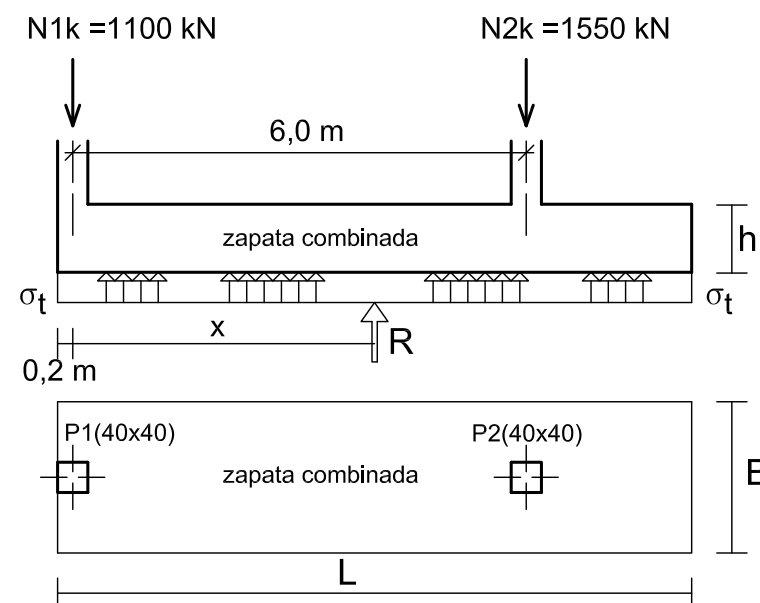 N1k =1100 kN
N2k =1550 kN
6,0 m
zapata combinada
h
σt
σt
x
R
0,2 m
P1(40x40)
P2(40x40)
zapata combinada
B
L